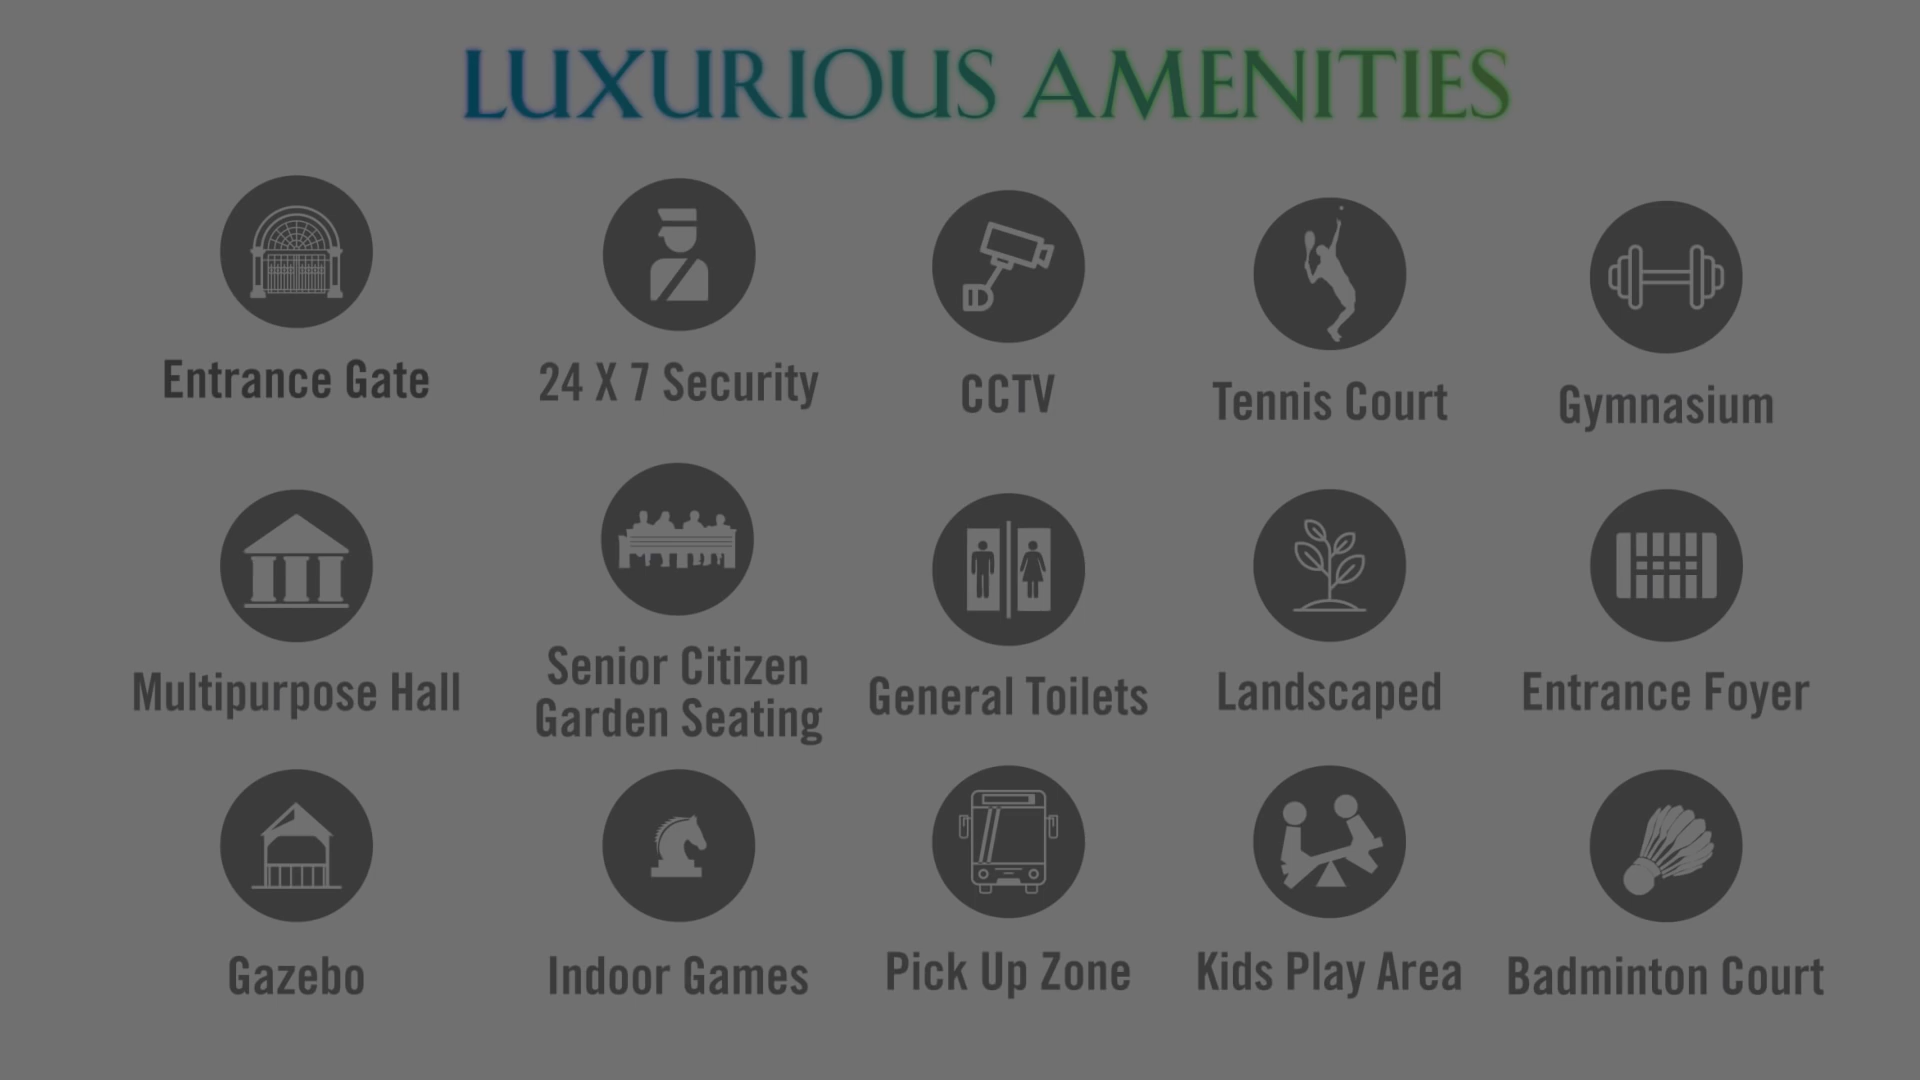 LUXURIOUS AMENITIES
Entrance Gate
24 X 7 Security
CCTV
Tennis Court
Gymnasium
Multipurpose Hall
Senior Citizen
Garden Seating
General Toilets
Landscaped
Entrance Foyer
Gazebo
Indoor Games
Pick Up Zone
Kids Play Area
Badminton Court